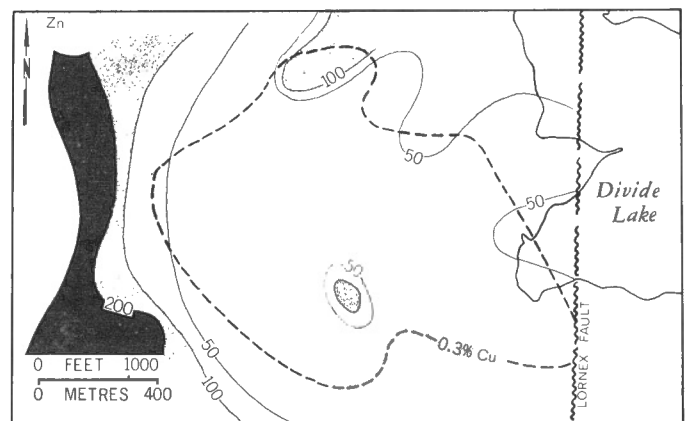 Zn
N
100
50
50
Divide
Lake
50
200
50
100
0.3% Cu
LORNEX FAULT
0 FEET 1000
0 METRES 400